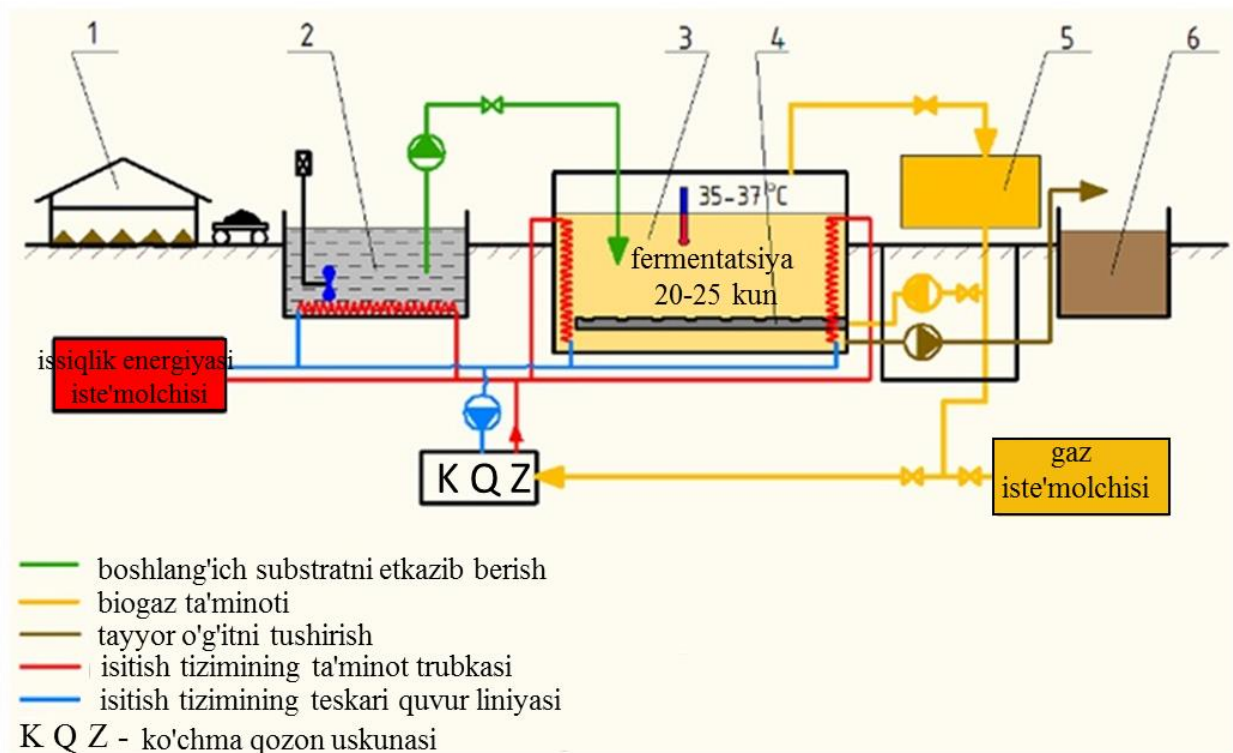 1
2
3
4
5
6
35-37 °C
fermentatsiya
20-25 kun
issiqlik energiyasi
iste'molchisi
K Q Z
gaz
iste'molchisi
boshlang'ich substratni etkazib berish
biogaz ta'minoti
tayyor o'g'itni tushirish
isitish tizimining ta'minot trubkasi
isitish tizimining teskari quvur liniyasi
K Q Z - ko'chma qozon uskunasi